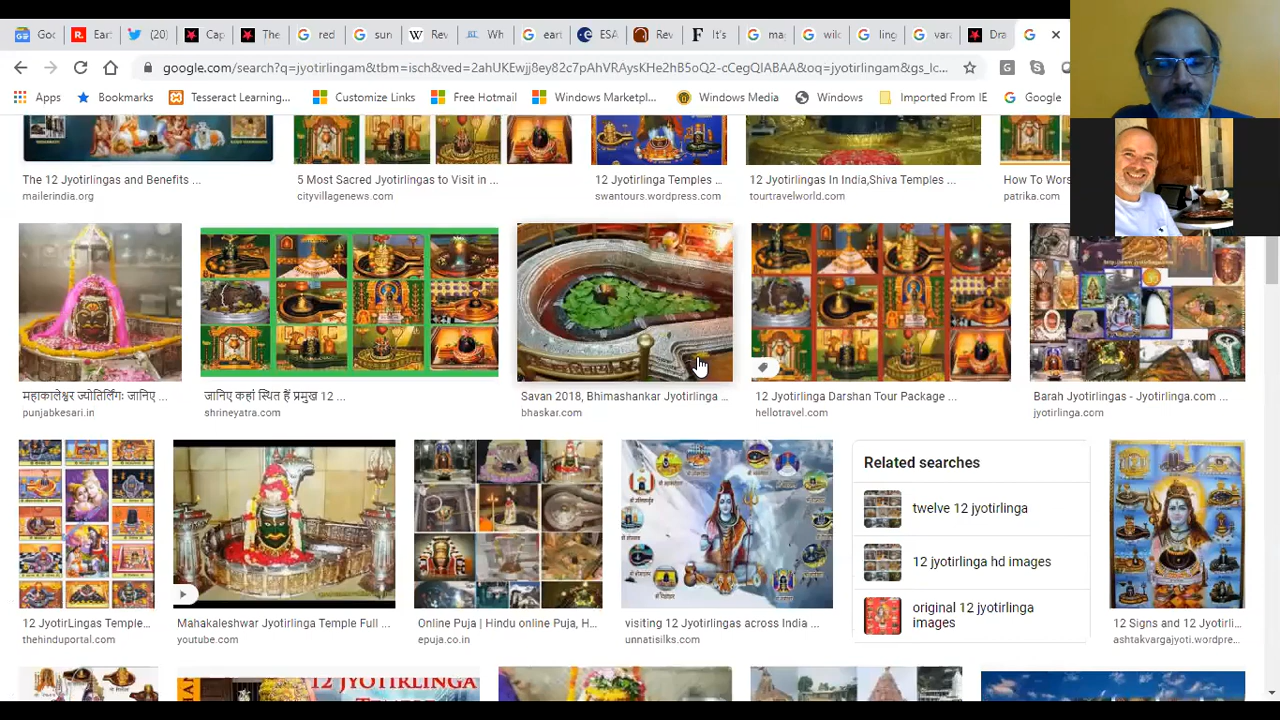 Goc
Ear
(20)
Cap
The
red
sun
Rev
Wh
eart
ESA
Rev
It's
ma
wild
ling
vara
Dra
google.com/search?q=jyotirlingam&tbm=isch&ved=2ahUKEwjj8ey82c7pAhVRAysKHe2hB5oQ2-cCegQIABAA&oq=jyotirlingam&gs_lc...
Apps
Bookmarks
Tesseract Learning...
Customize Links
Free Hotmail
Windows Marketpl...
Windows Media
Windows
Imported From IE
Google
The 12 Jyotirlingas and Benefits ...
mailerindia.org
5 Most Sacred Jyotirlingas to Visit in ...
cityvillagenews.com
12 Jyotirlinga Temples ...
swantours.wordpress.com
12 Jyotirlingas In India,Shiva Temples ...
tourtravelworld.com
How To Wors
patrika.com
महाकालेश्वर ज्योतिर्लिंग: जानिए ...
punjabkesari.in
जानिए कहां स्थित हैं प्रमुख 12 ...
shrineyatra.com
Savan 2018, Bhimashankar Jyotirlinga ...
bhaskar.com
12 Jyotirlinga Darshan Tour Package ...
hellotravel.com
Barah Jyotirlingas - Jyotirlinga.com ...
jyotirlinga.com
12 JyotirLingas Temple...
thehinduportal.com
Mahakaleshwar Jyotirlinga Temple Full ...
youtube.com
Online Puja | Hindu online Puja, H...
epuja.co.in
visiting 12 Jyotirlingas across India ...
unnatisilks.com
Related searches
twelve 12 jyotirlinga
12 jyotirlinga hd images
original 12 jyotirlinga
images
12 Signs and 12 Jyotirli...
ashtakvargajyoti.wordpre...
12 JYOTIRLINGA